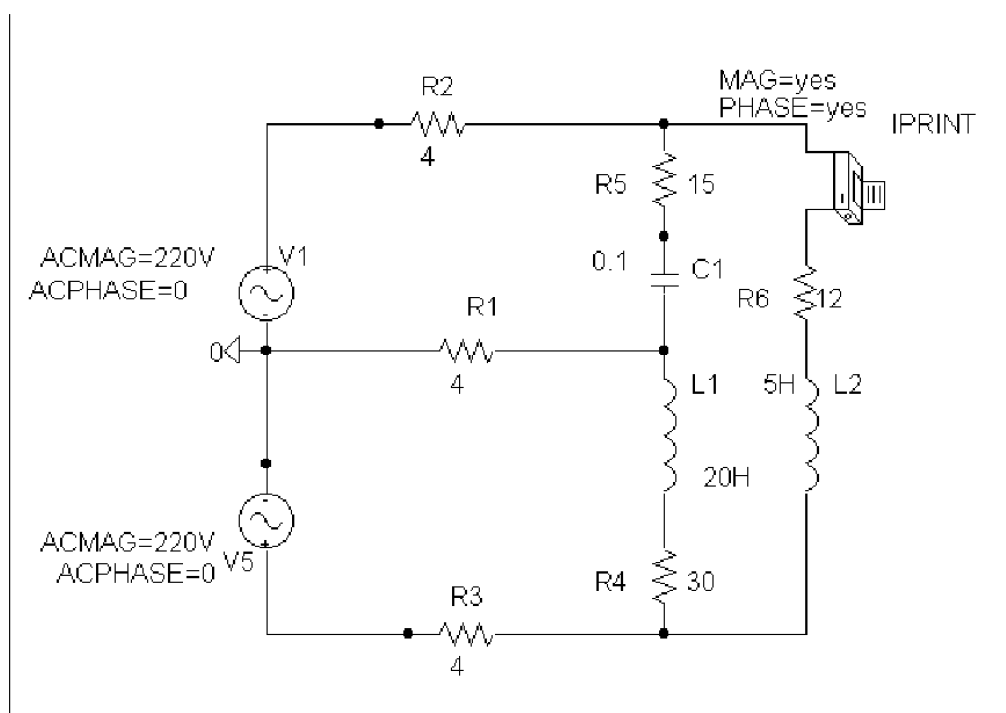 R2
4
MAG=yes
PHASE=yes
IPRINT
R5
15
ACMAG=220V
ACPHASE=0
V1
0.1
C1
R6
12
R1
4
0
L1
5H
L2
20H
ACMAG=220V
ACPHASE=0
V5
R4
30
R3
4